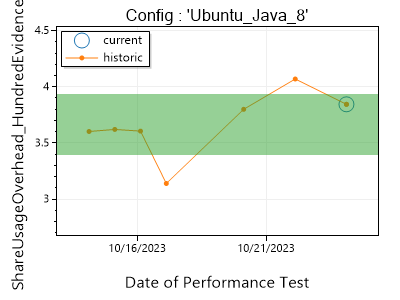 Config : 'Ubuntu_Java_8'
ShareUsageOverhead_HundredEvidence
current
historic
4.5
4
3.5
3
10/16/2023
10/21/2023
Date of Performance Test